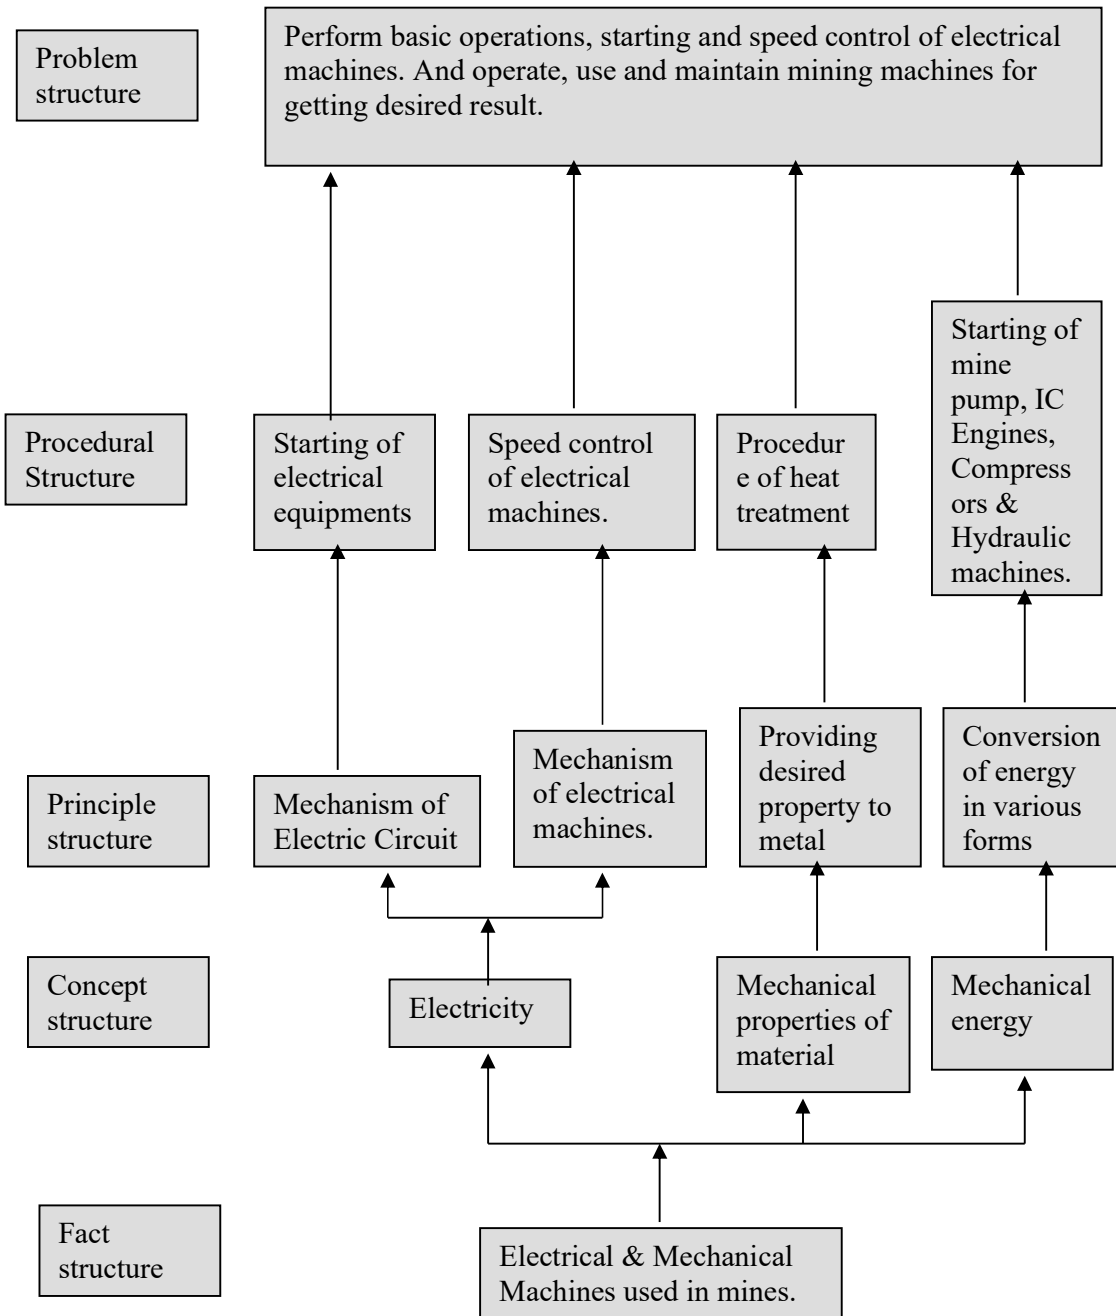 Problem
structure
Perform basic operations, starting and speed control of electrical
machines. And operate, use and maintain mining machines for
getting desired result.
Procedural
Structure
Starting of
electrical
equipments
Speed control
of electrical
machines.
Procedur
e of heat
treatment
Starting of
mine
pump, IC
Engines,
Compress
ors &
Hydraulic
machines.
Principle
structure
Mechanism of
Electric Circuit
Mechanism
of electrical
machines.
Providing
desired
property to
metal
Conversion
of energy
in various
forms
Concept
structure
Electricity
Mechanical
properties of
material
Mechanical
energy
Fact
structure
Electrical & Mechanical
Machines used in mines.